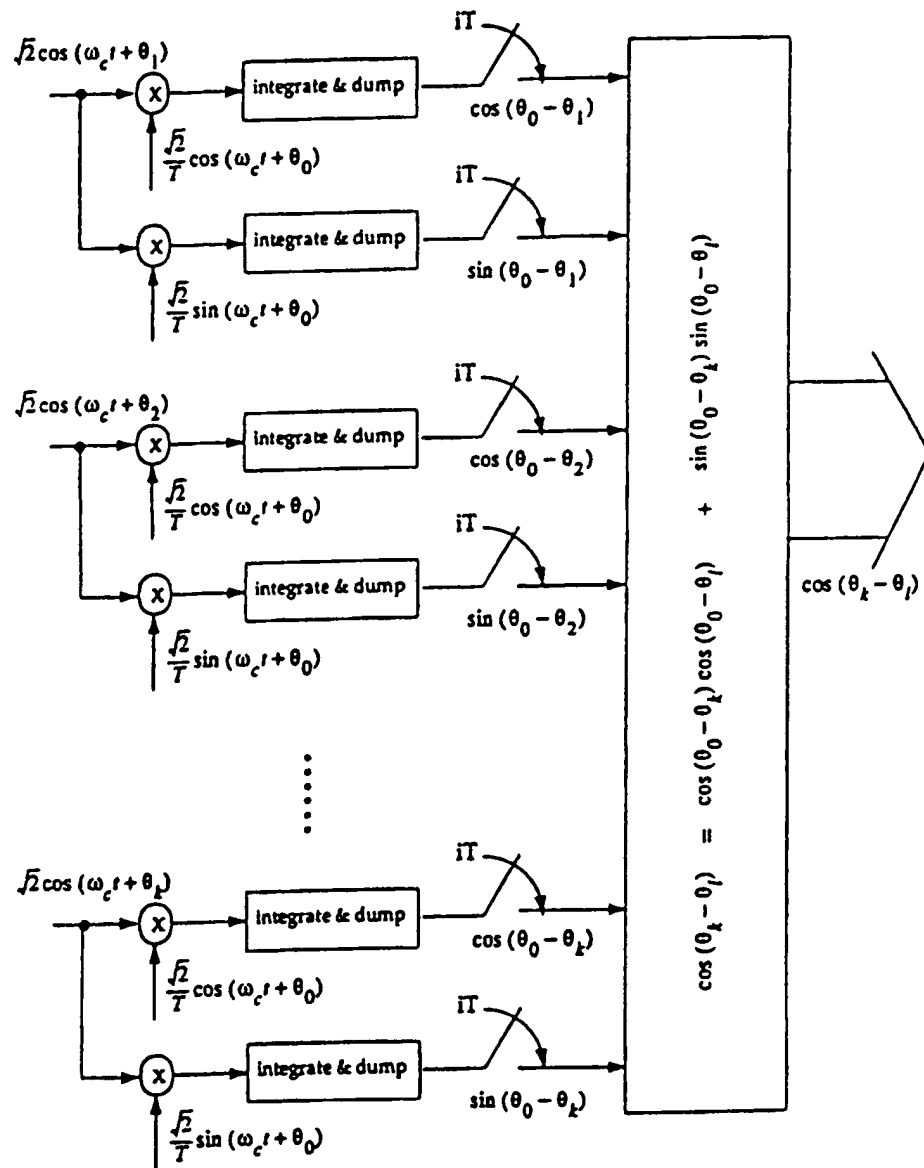 √2 cos (ω_c t + θ_1)
X
integrate & dump
iT
cos (θ_0 − θ_1)
√2/T cos (ω_c t + θ_0)
X
integrate & dump
iT
sin (θ_0 − θ_1)
√2/T sin (ω_c t + θ_0)
√2 cos (ω_c t + θ_2)
X
integrate & dump
iT
cos (θ_0 − θ_2)
√2/T cos (ω_c t + θ_0)
X
integrate & dump
iT
sin (θ_0 − θ_2)
√2/T sin (ω_c t + θ_0)
√2 cos (ω_c t + θ_k)
X
integrate & dump
iT
cos (θ_0 − θ_k)
√2/T cos (ω_c t + θ_0)
X
integrate & dump
iT
sin (θ_0 − θ_k)
√2/T sin (ω_c t + θ_0)
cos (θ_k − θ_l) = cos (θ_0 − θ_k) cos (θ_0 − θ_l) + sin (θ_0 − θ_k) sin (θ_0 − θ_l)
cos (θ_k − θ_l)